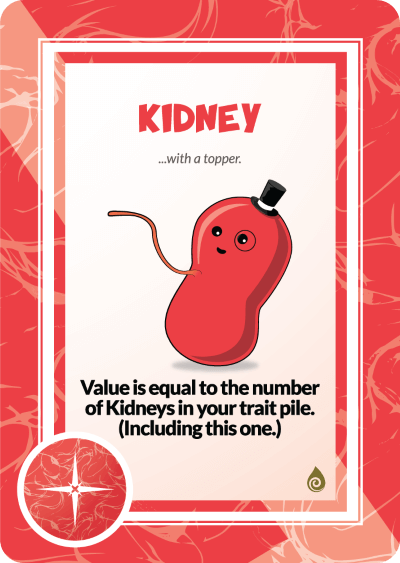 KIDNEY
...with a topper.
Value is equal to the number
of Kidneys in your trait pile.
(Including this one.)